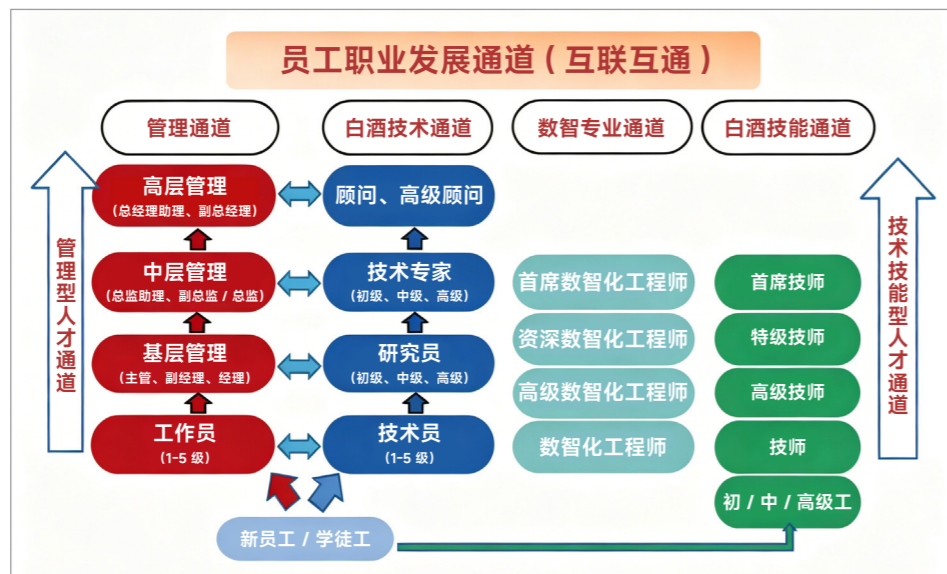 员工职业发展通道（互联互通）
管理通道
白酒技术通道
数智专业通道
白酒技能通道
管理型人才通道
高层管理
（总经理助理、副总经理）
中层管理
（总监助理、副总监 / 总监）
基层管理
（主管、副经理、经理）
工作员
（1-5 级）
顾问、高级顾问
技术专家
（初级、中级、高级）
研究员
（初级、中级、高级）
技术员
（1-5 级）
首席数智化工程师
资深数智化工程师
高级数智化工程师
数智化工程师
首席技师
特级技师
高级技师
技师
初 / 中 / 高级工
技术技能型人才通道
新员工 / 学徒工